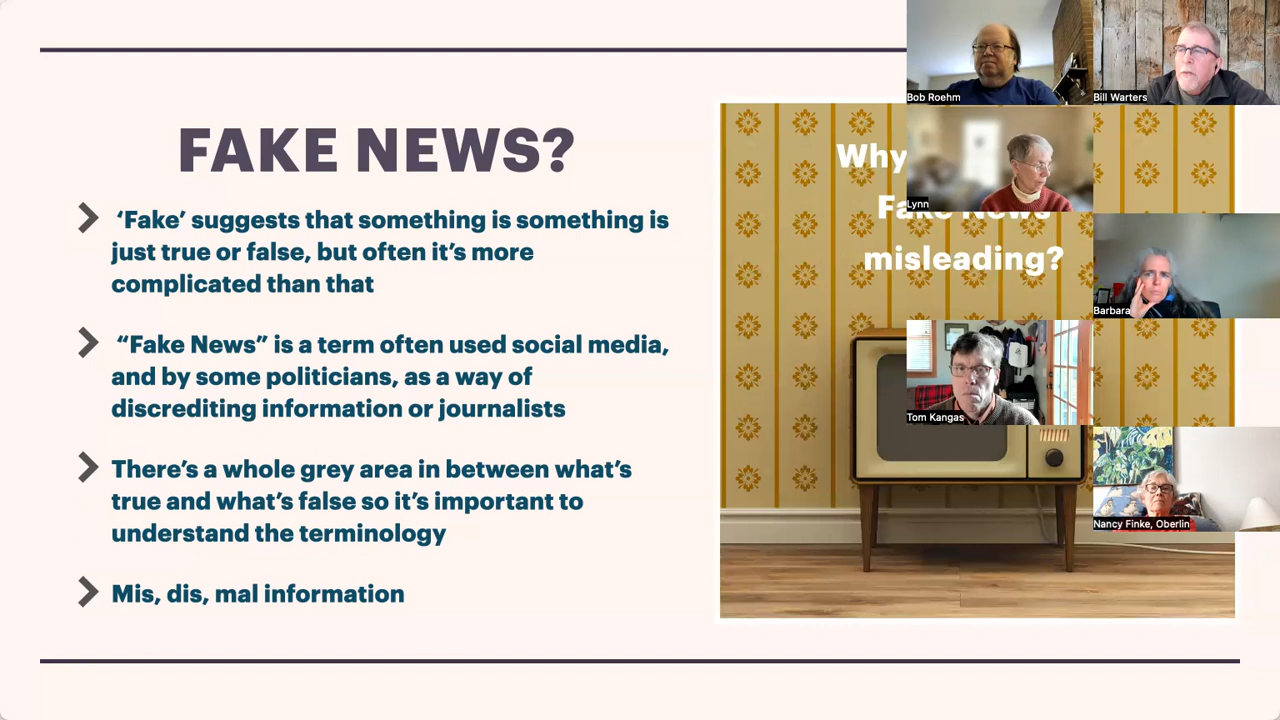 FAKE NEWS?
‘Fake’ suggests that something is something is
just true or false, but often it’s more
complicated than that
“Fake News” is a term often used social media,
and by some politicians, as a way of
discrediting information or journalists
There’s a whole grey area in between what’s
true and what’s false so it’s important to
understand the terminology
Mis, dis, mal information
Why
Fake News
misleading?
Bob Roehm
Bill Warters
Lynn
Barbara
Tom Kangas
Nancy Finke, Oberlin